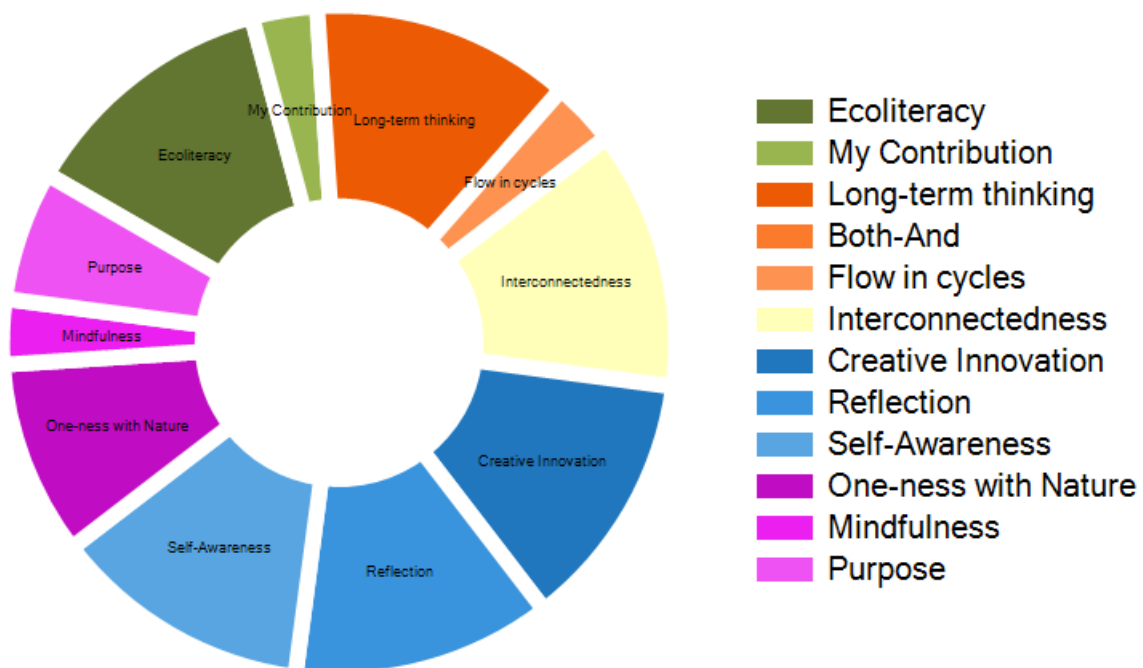 My Contribution
Long-term thinking
Ecoliteracy
Flow in cycles
Purpose
Interconnectedness
Mindfulness
One-ness with Nature
Creative Innovation
Self-Awareness
Reflection
Ecoliteracy
My Contribution
Long-term thinking
Both-And
Flow in cycles
Interconnectedness
Creative Innovation
Reflection
Self-Awareness
One-ness with Nature
Mindfulness
Purpose